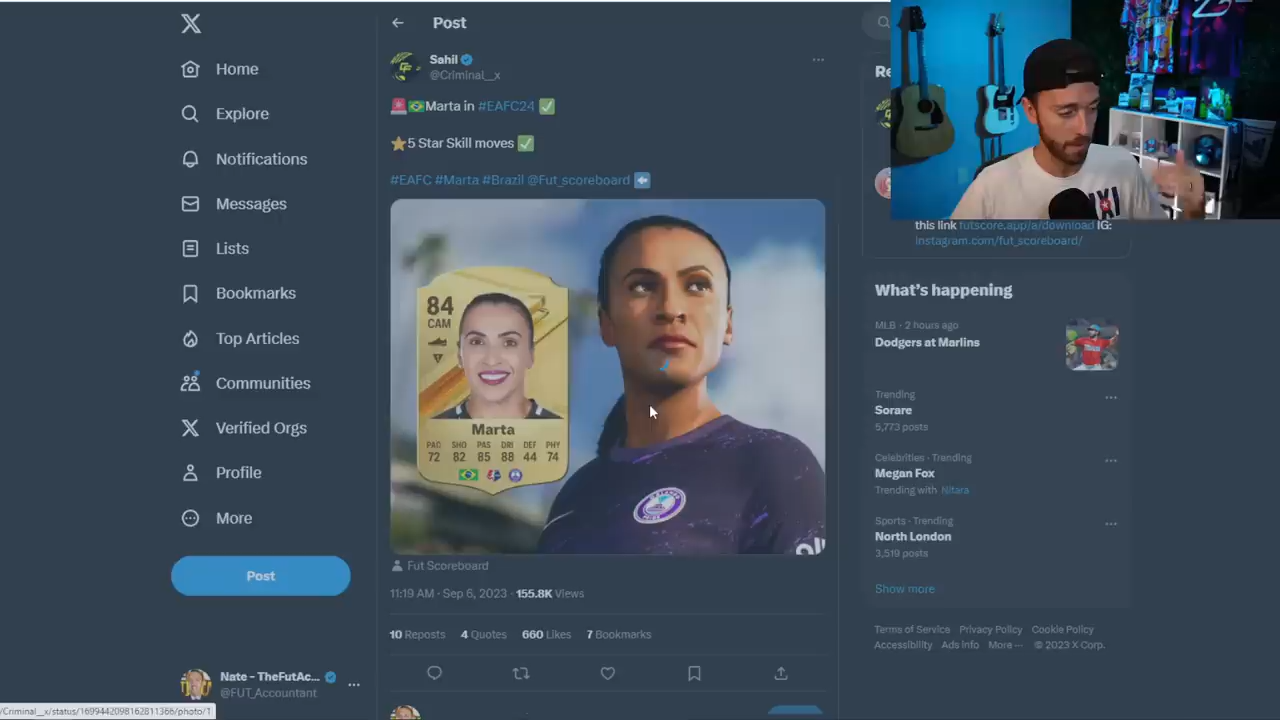 Home
Explore
Notifications
Messages
Lists
Bookmarks
Top Articles
Communities
Verified Orgs
Profile
More
Post
Nate - TheFutAc...
@FUT_Accountant
Post
Sahil
@Criminal__x
Marta in #EAFC24
5 Star Skill moves
#EAFC #Marta #Brazil @Fut_scoreboard
84
CAM
Marta
PAC SHO PAS DRI DEF PHY
72 82 85 88 44 74
Fut Scoreboard
11:19 AM · Sep 6, 2023 · 155.8K Views
10 Reposts 4 Quotes 660 Likes 7 Bookmarks
Re
this link futscore.app/a/download IG:
instagram.com/fut_scoreboard/
What's happening
MLB · 2 hours ago
Dodgers at Marlins
Trending
Sorare
5,773 posts
Celebrities · Trending
Megan Fox
Trending with Nitara
Sports · Trending
North London
3,519 posts
Show more
Terms of Service Privacy Policy Cookie Policy
Accessibility Ads info More ··· © 2023 X Corp.
/Criminal__x/status/1699442098162811366/photo/1